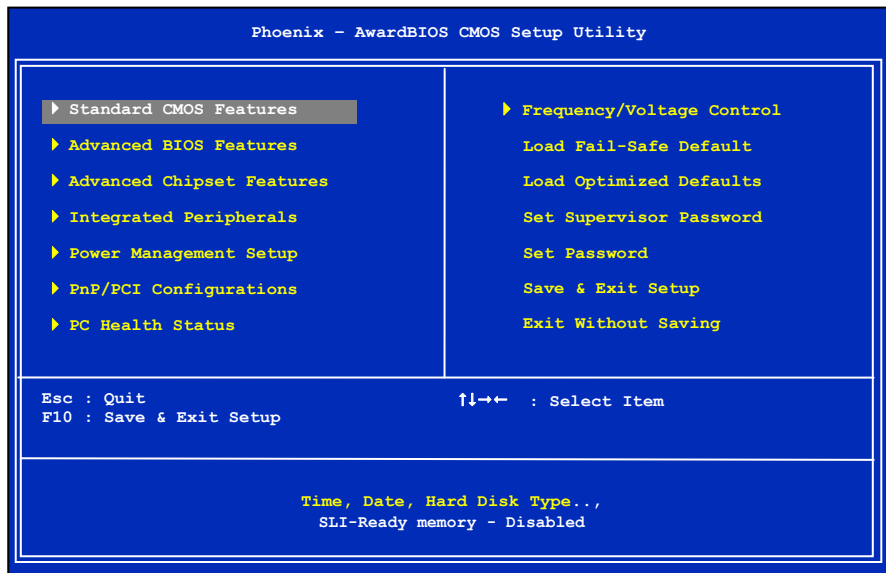 Phoenix – AwardBIOS CMOS Setup Utility
Standard CMOS Features
Advanced BIOS Features
Advanced Chipset Features
Integrated Peripherals
Power Management Setup
PnP/PCI Configurations
PC Health Status
Frequency/Voltage Control
Load Fail-Safe Default
Load Optimized Defaults
Set Supervisor Password
Set Password
Save & Exit Setup
Exit Without Saving
Esc : Quit
F10 : Save & Exit Setup
↑↓→← : Select Item
Time, Date, Hard Disk Type..,
SLI-Ready memory - Disabled